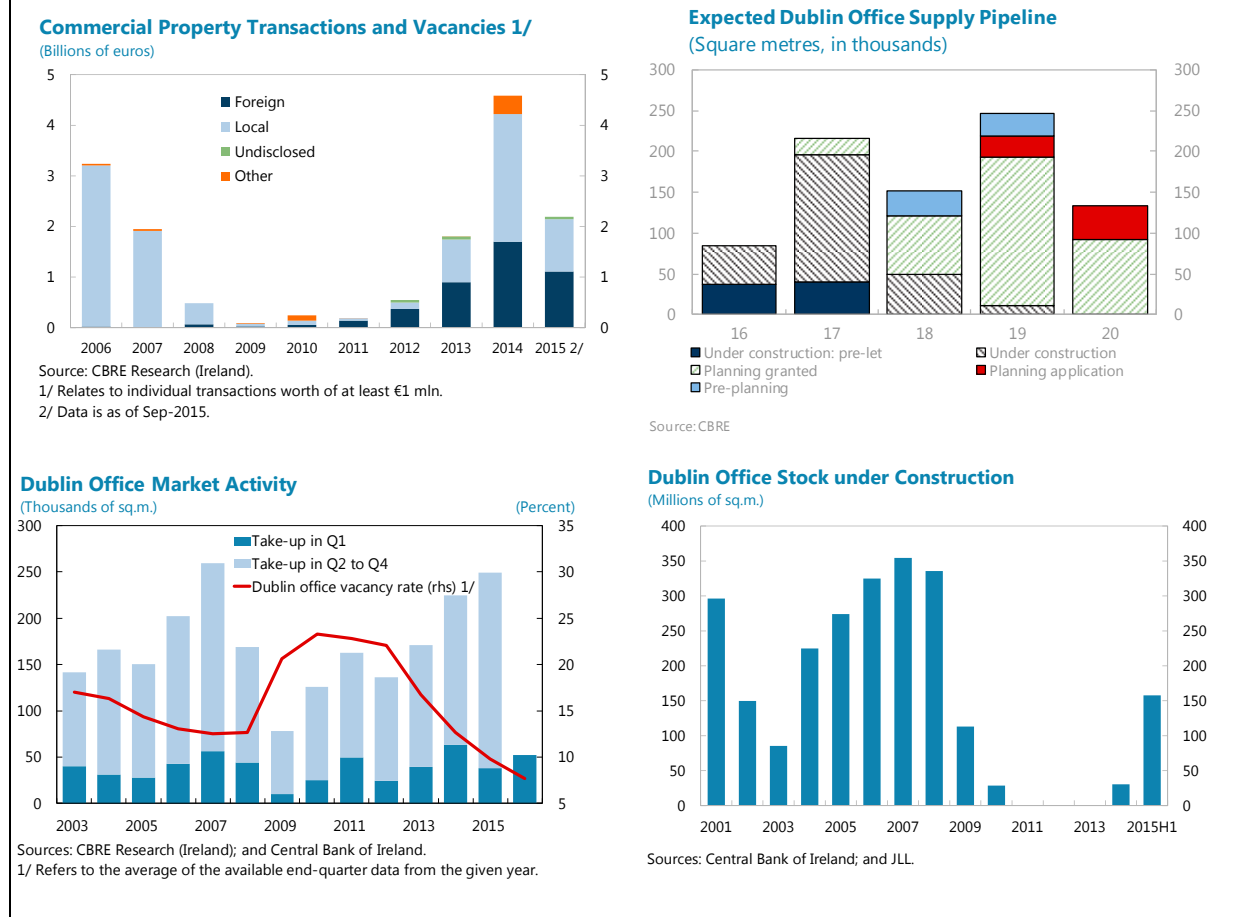 Commercial Property Transactions and Vacancies 1/
(Billions of euros)
5 5
4 4
3 3
2 2
1 1
0 0
Foreign
Local
Undisclosed
Other
2006 2007 2008 2009 2010 2011 2012 2013 2014 2015 2/
Source: CBRE Research (Ireland).
1/ Relates to individual transactions worth of at least €1 mln.
2/ Data is as of Sep-2015.
Expected Dublin Office Supply Pipeline
(Square metres, in thousands)
300 300
250 250
200 200
150 150
100 100
50 50
0 0
16 17 18 19 20
Under construction: pre-let Under construction
Planning granted Planning application
Pre-planning
Source: CBRE
Dublin Office Market Activity
(Thousands of sq.m.) (Percent)
300 35
250 30
200 25
150 20
100 15
50 10
0 5
Take-up in Q1
Take-up in Q2 to Q4
Dublin office vacancy rate (rhs) 1/
2003 2005 2007 2009 2011 2013 2015
Sources: CBRE Research (Ireland); and Central Bank of Ireland.
1/ Refers to the average of the available end-quarter data from the given year.
Dublin Office Stock under Construction
(Millions of sq.m.)
400 400
350 350
300 300
250 250
200 200
150 150
100 100
50 50
0 0
2001 2003 2005 2007 2009 2011 2013 2015H1
Sources: Central Bank of Ireland; and JLL.